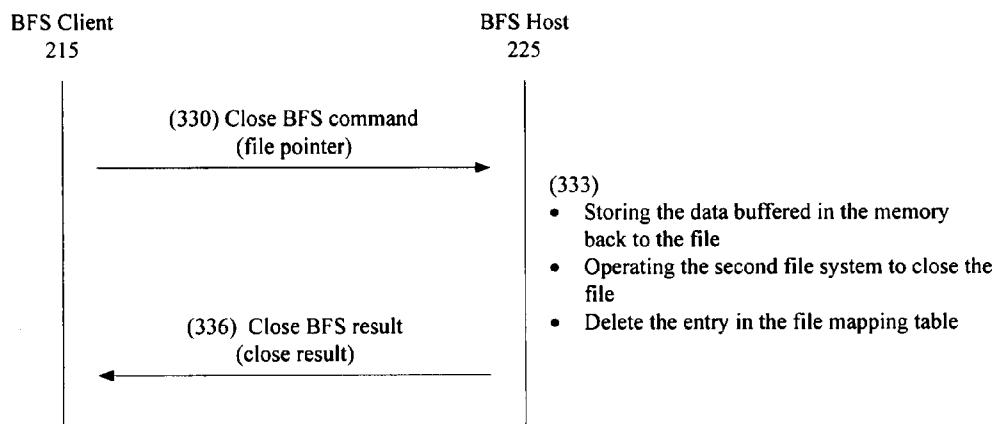 BFS Client
215
BFS Host
225
(330) Close BFS command
(file pointer)
(333)
• Storing the data buffered in the memory
back to the file
• Operating the second file system to close the
file
• Delete the entry in the file mapping table
(336) Close BFS result
(close result)